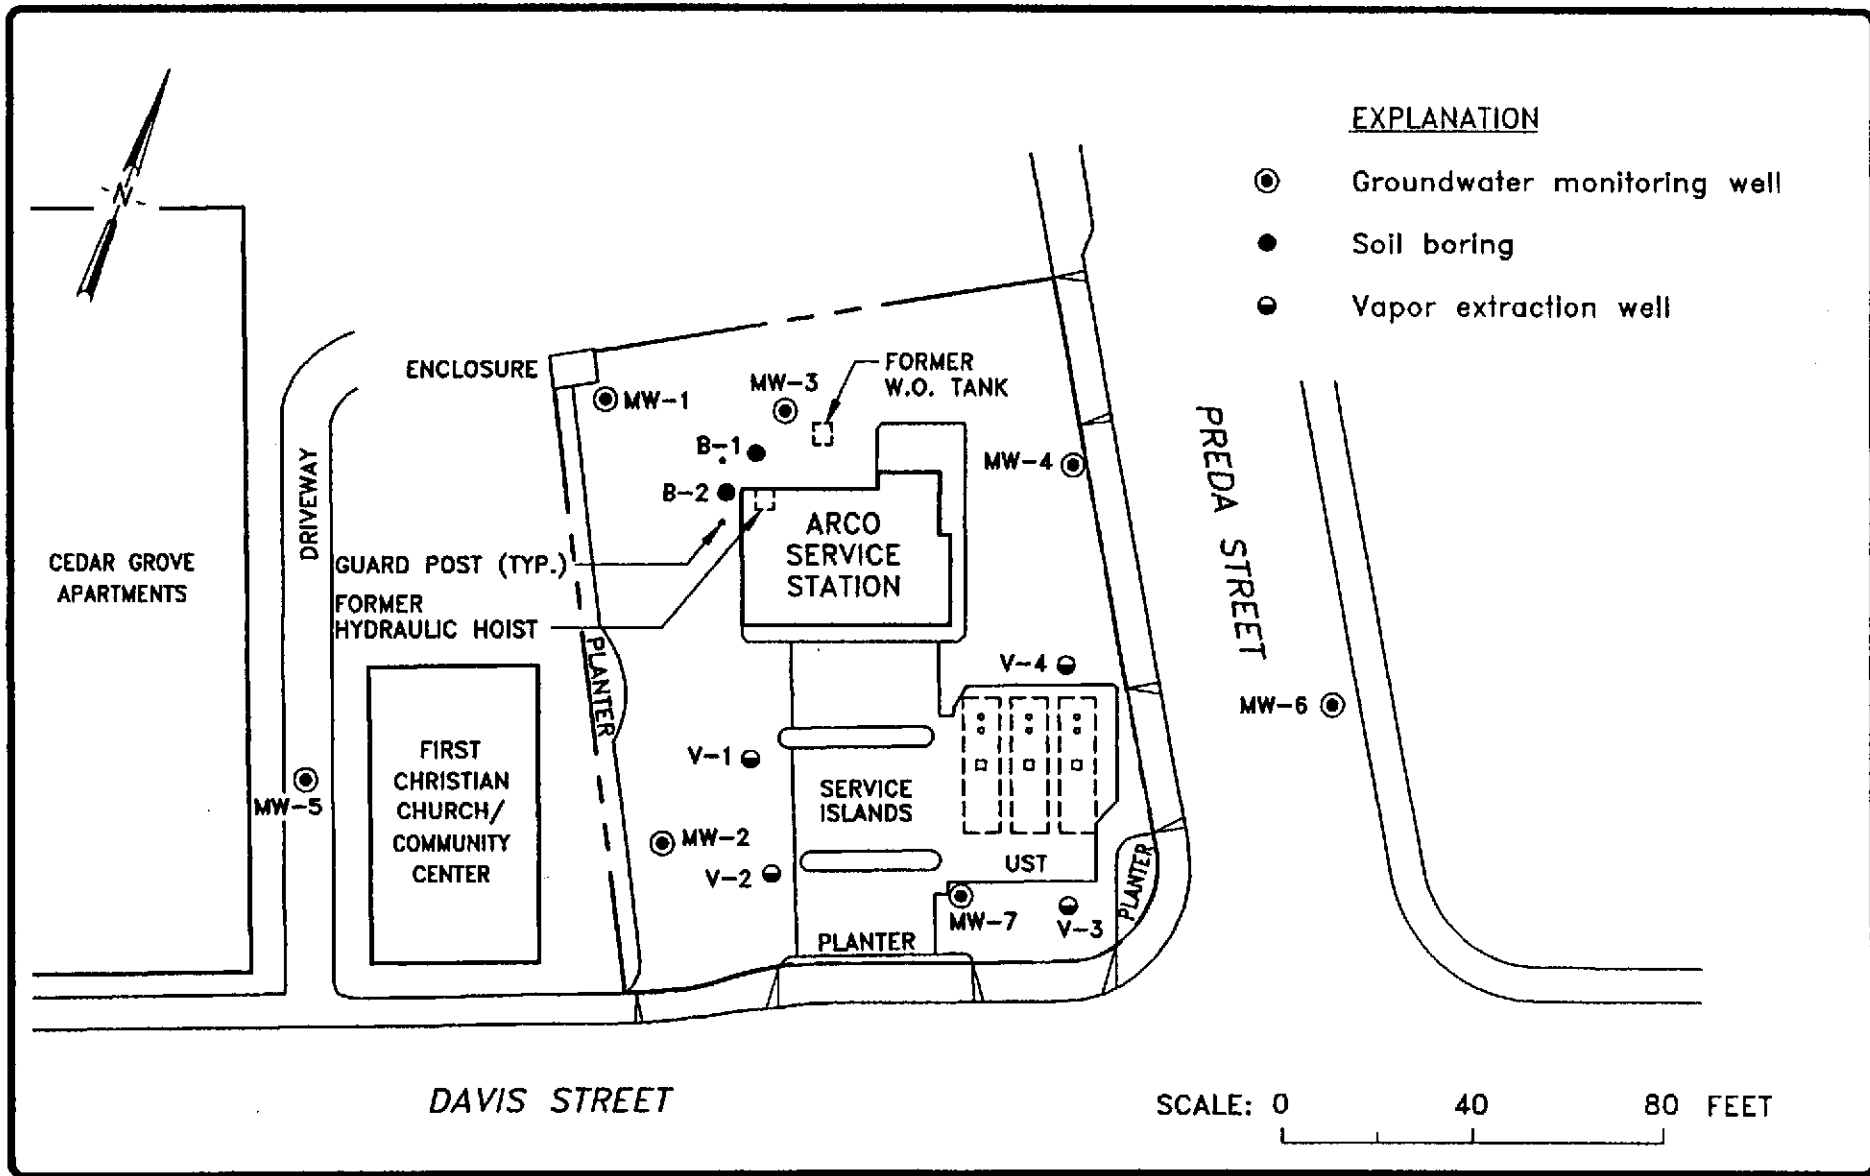 EXPLANATION
Groundwater monitoring well
Soil boring
Vapor extraction well
N
ENCLOSURE
MW-1
MW-3
FORMER
W.O. TANK
B-1
B-2
MW-4
PREDA STREET
DRIVEWAY
CEDAR GROVE
APARTMENTS
GUARD POST (TYP.)
FORMER
HYDRAULIC HOIST
ARCO
SERVICE
STATION
PLANTER
V-4
MW-6
V-1
FIRST
CHRISTIAN
CHURCH/
COMMUNITY
CENTER
MW-5
SERVICE
ISLANDS
MW-2
V-2
UST
PLANTER
MW-7
V-3
PLANTER
DAVIS STREET
SCALE: 0 40 80 FEET